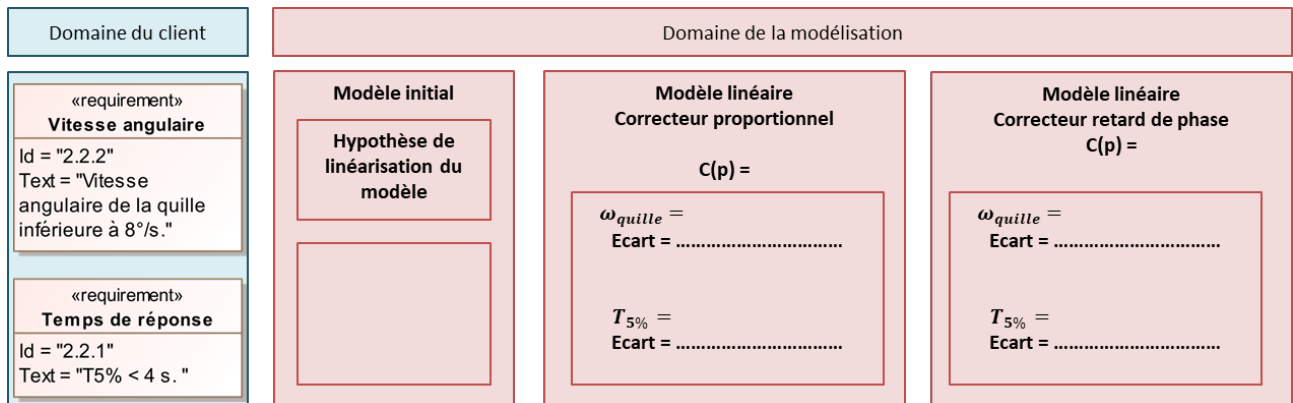 Domaine du client
Domaine de la modélisation
«requirement»
Vitesse angulaire
Id = "2.2.2"
Text = "Vitesse
angulaire de la quille
inférieure à 8°/s."
«requirement»
Temps de réponse
Id = "2.2.1"
Text = "T5% < 4 s. "
Modèle initial
Hypothèse de
linéarisation du
modèle
Modèle linéaire
Correcteur proportionnel
C(p) =
ω_quille =
Ecart = ……………………………
T_5% =
Ecart = ……………………………
Modèle linéaire
Correcteur retard de phase
C(p) =
ω_quille =
Ecart = ……………………………
T_5% =
Ecart = ……………………………